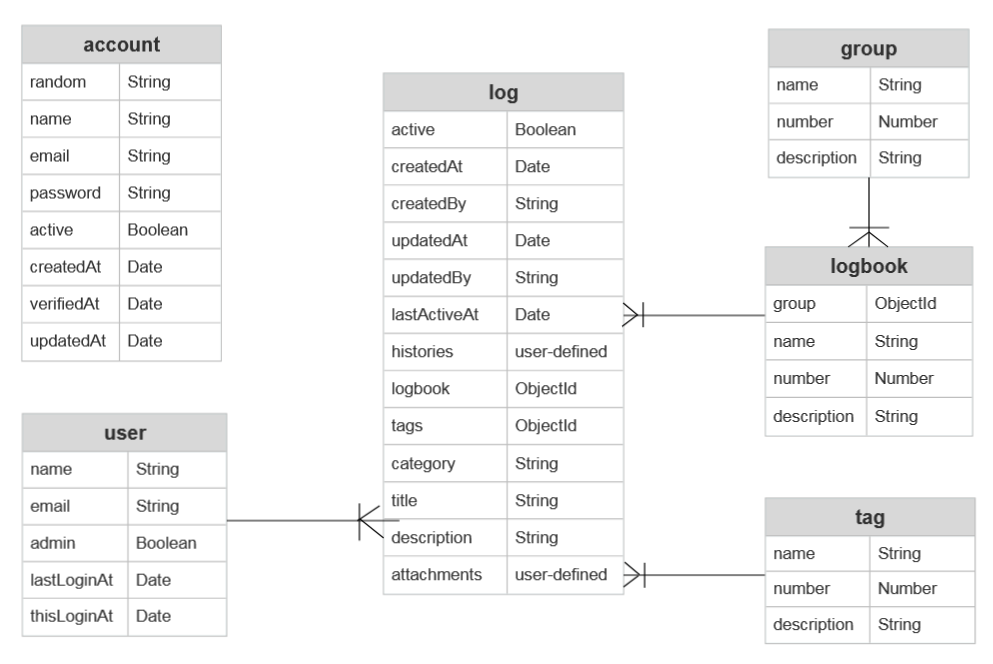 account
random String
name String
email String
password String
active Boolean
createdAt Date
verifiedAt Date
updatedAt Date
user
name String
email String
admin Boolean
lastLoginAt Date
thisLoginAt Date
log
active Boolean
createdAt Date
createdBy String
updatedAt Date
updatedBy String
lastActiveAt Date
histories user-defined
logbook ObjectId
tags ObjectId
category String
title String
description String
attachments user-defined
group
name String
number Number
description String
logbook
group ObjectId
name String
number Number
description String
tag
name String
number Number
description String